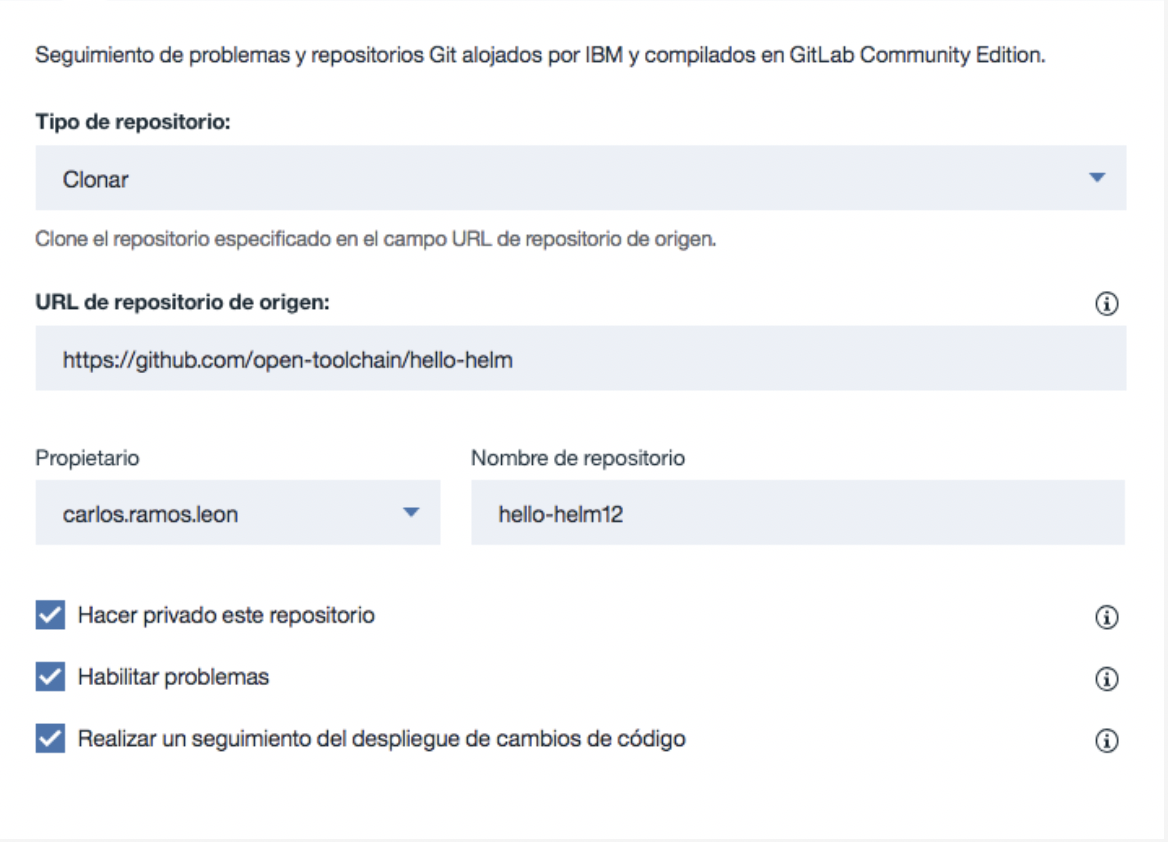 Seguimiento de problemas y repositorios Git alojados por IBM y compilados en GitLab Community Edition.
Tipo de repositorio:
Clonar
Clone el repositorio especificado en el campo URL de repositorio de origen.
URL de repositorio de origen:
https://github.com/open-toolchain/hello-helm
Propietario
Nombre de repositorio
carlos.ramos.leon
hello-helm12
Hacer privado este repositorio
Habilitar problemas
Realizar un seguimiento del despliegue de cambios de código